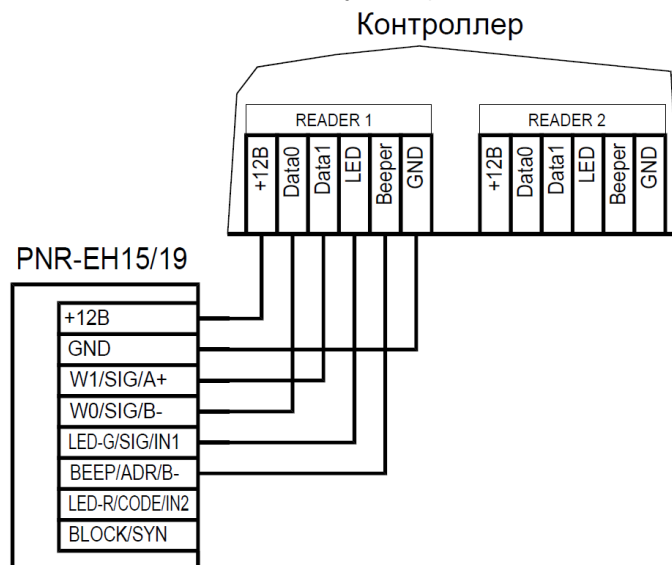 Контроллер
READER 1
READER 2
+12В
Data0
Data1
LED
Beeper
GND
+12В
Data0
Data1
LED
Beeper
GND
PNR-EH15/19
+12В
GND
W1/SIG/A+
W0/SIG/B-
LED-G/SIG/IN1
BEEP/ADR/B-
LED-R/CODE/IN2
BLOCK/SYN